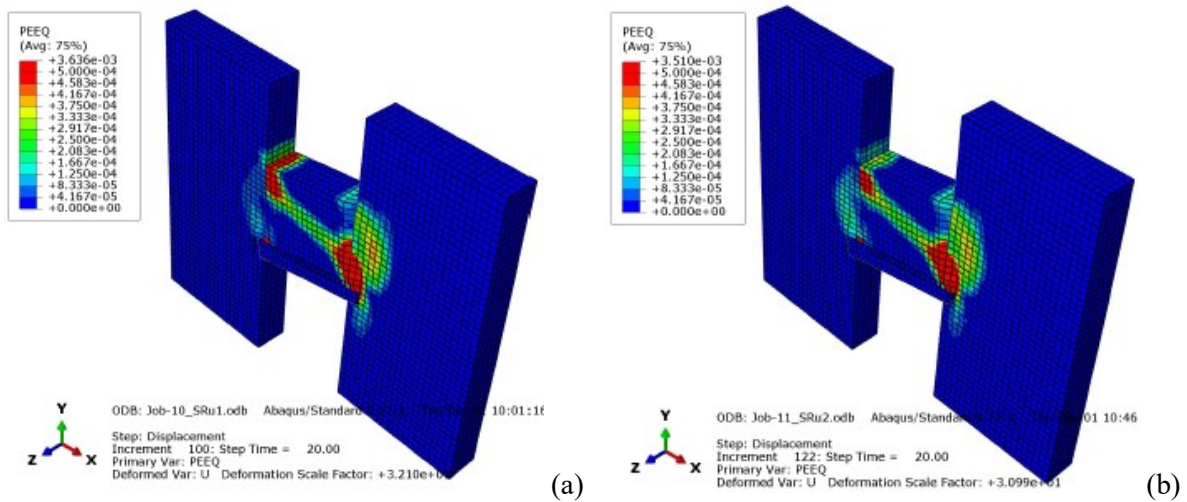 PEEQ
(Avg: 75%)
+3.636e-03
+5.000e-04
+4.583e-04
+4.167e-04
+3.750e-04
+3.333e-04
+2.917e-04
+2.500e-04
+2.083e-04
+1.667e-04
+1.250e-04
+8.333e-05
+4.167e-05
+0.000e+00
Y
Z X
ODB: Job-10_SRu1.odb Abaqus/Standard 10:01:16
Step: Displacement
Increment 100: Step Time = 20.00
Primary Var: PEEQ
Deformed Var: U Deformation Scale Factor:
(a)
PEEQ
(Avg: 75%)
+3.510e-03
+5.000e-04
+4.583e-04
+4.167e-04
+3.750e-04
+3.333e-04
+2.917e-04
+2.500e-04
+2.083e-04
+1.667e-04
+1.250e-04
+8.333e-05
+4.167e-05
+0.000e+00
Y
Z X
ODB: Job-11_SRu2.odb 01 10:46
Step: Displacement
Increment 122: Step Time = 20.00
Primary Var: PEEQ
Deformed Var: U Deformation Scale Factor: +3.099e+01
(b)